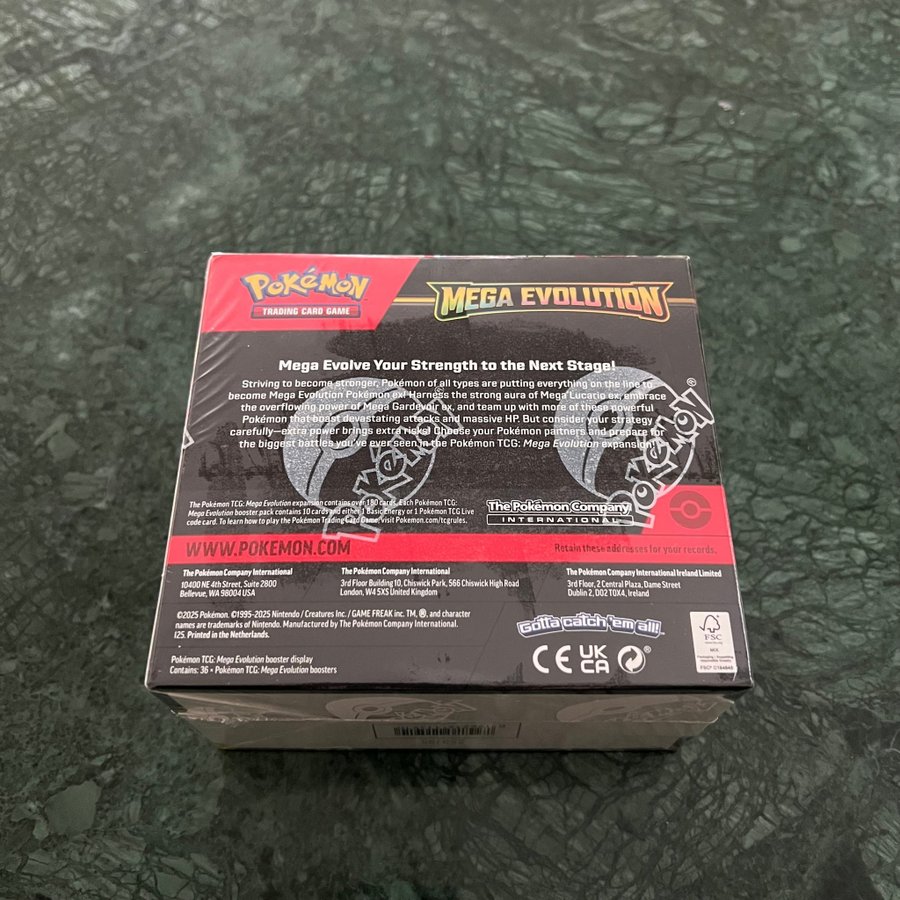 POKéMON
TRADING CARD GAME
MEGA EVOLUTION
Mega Evolve Your Strength to the Next Stage!
Striving to become stronger, Pokémon of all types are putting everything on the line to
become Mega Evolution Pokémon ex! Harness the strong aura of Mega Lucario ex, embrace
the overflowing power of Mega Gardevoir ex, and team up with more of these powerful
Pokémon that boast devastating attacks and massive HP. But consider your strategy
carefully—extra power brings extra risks! Choose your Pokémon partners and prepare for
the biggest battles you've ever seen in the Pokémon TCG: Mega Evolution expansion!
POKéMON
POKéMON®
The Pokémon TCG: Mega Evolution expansion contains over 180 cards. Each Pokémon TCG:
Mega Evolution booster pack contains 10 cards and either 1 Basic Energy or 1 Pokémon TCG Live
code card. To learn how to play the Pokémon Trading Card Game, visit Pokemon.com/tcgrules.
The Pokémon Company
INTERNATIONAL
WWW.POKEMON.COM
Retain these addresses for your records.
The Pokémon Company International
10400 NE 4th Street, Suite 2800
Bellevue, WA 98004 USA
The Pokémon Company International
3rd Floor Building 10, Chiswick Park, 566 Chiswick High Road
London, W4 5XS United Kingdom
The Pokémon Company International Ireland Limited
3rd Floor, 2 Central Plaza, Dame Street
Dublin 2, D02 T0X4, Ireland
©2025 Pokémon. ©1995-2025 Nintendo / Creatures Inc. / GAME FREAK inc. TM, ®, and character
names are trademarks of Nintendo. Manufactured by The Pokémon Company International.
125. Printed in the Netherlands.
Gotta catch 'em all!
Pokémon TCG: Mega Evolution booster display
Contains: 36 × Pokémon TCG: Mega Evolution boosters
CE UK CA ®
FSC
www.fsc.org
MIX
Packaging | Supporting
responsible forestry